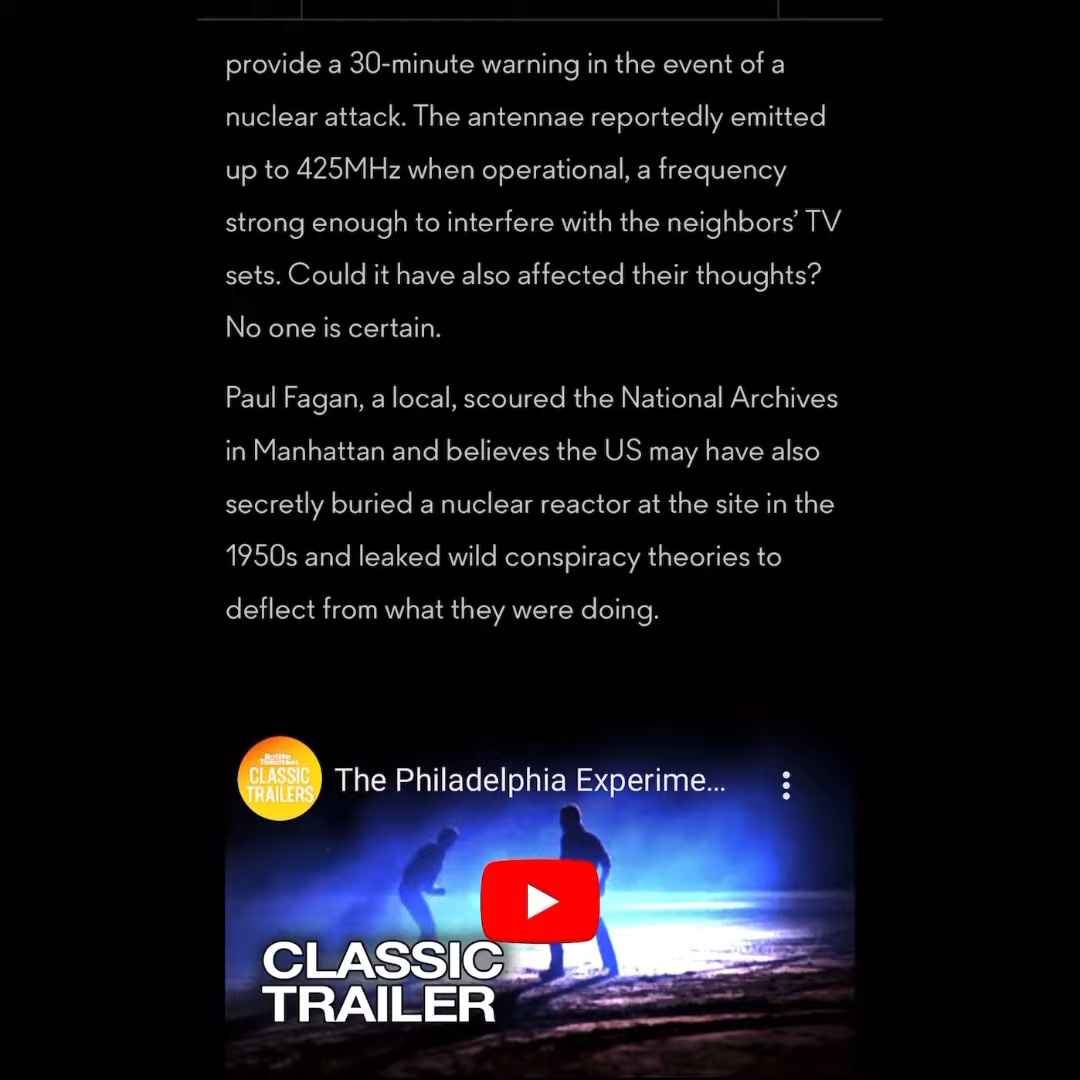 provide a 30-minute warning in the event of a
nuclear attack. The antennae reportedly emitted
up to 425MHz when operational, a frequency
strong enough to interfere with the neighbors’ TV
sets. Could it have also affected their thoughts?
No one is certain.
Paul Fagan, a local, scoured the National Archives
in Manhattan and believes the US may have also
secretly buried a nuclear reactor at the site in the
1950s and leaked wild conspiracy theories to
deflect from what they were doing.
Rotten
Tomatoes
CLASSIC
TRAILERS
The Philadelphia Experime...
CLASSIC
TRAILER